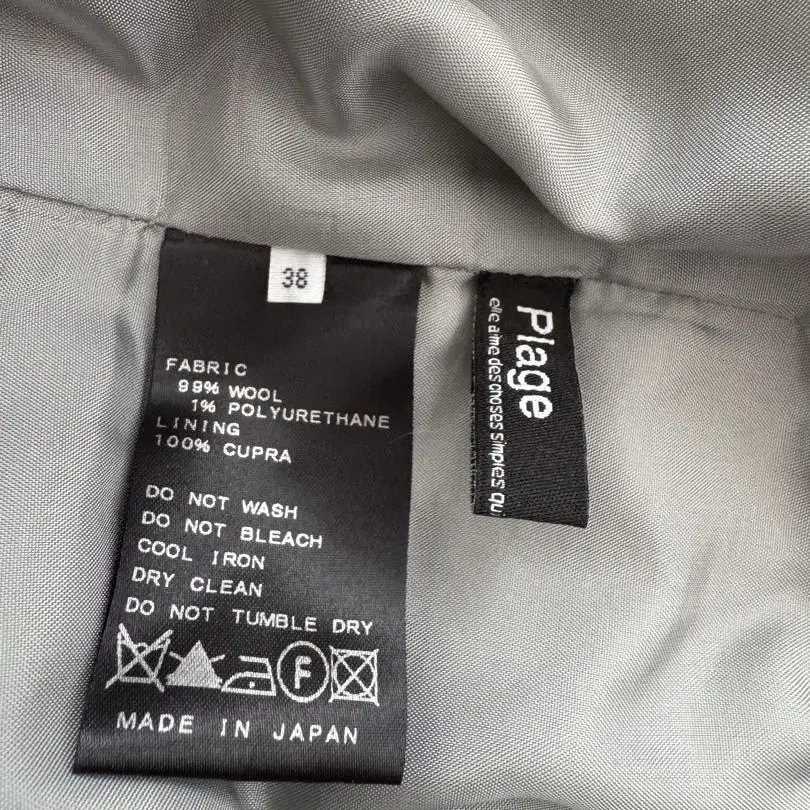 38
FABRIC
99% WOOL
1% POLYURETHANE
LINING
100% CUPRA
DO NOT WASH
DO NOT BLEACH
COOL IRON
DRY CLEAN
DO NOT TUMBLE DRY
F
MADE IN JAPAN
Plage
elle aime des choses simples qu